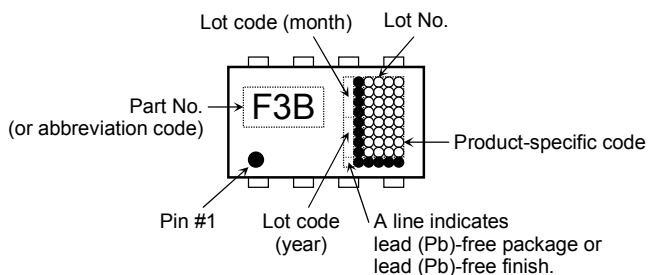 Lot code (month)
Lot No.
Part No.
(or abbreviation code)
F3B
Product-specific code
Pin #1
Lot code
(year)
A line indicates
lead (Pb)-free package or
lead (Pb)-free finish.